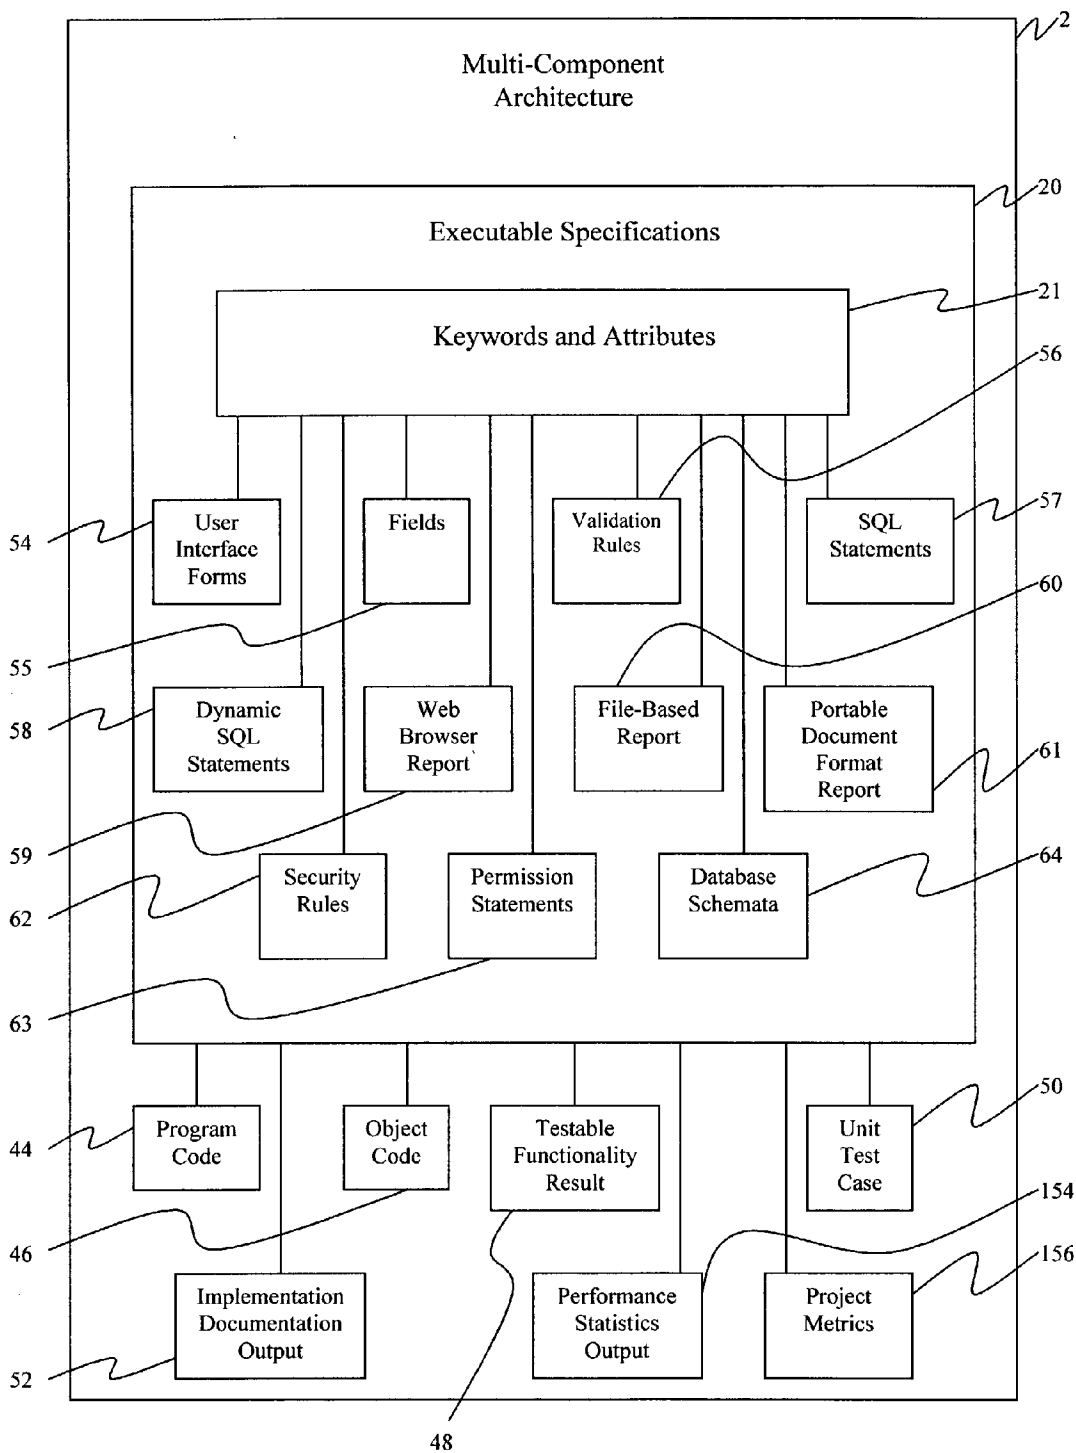 2
Multi-Component
Architecture
20
Executable Specifications
21
Keywords and Attributes
56
54
User
Interface
Forms
Fields
Validation
Rules
SQL
Statements
57
60
55
58
Dynamic
SQL
Statements
Web
Browser
Report
File-Based
Report
Portable
Document
Format
Report
61
59
62
Security
Rules
Permission
Statements
Database
Schemata
64
63
44
Program
Code
Object
Code
Testable
Functionality
Result
Unit
Test
Case
50
154
46
156
Implementation
Documentation
Output
Performance
Statistics
Output
Project
Metrics
52
48